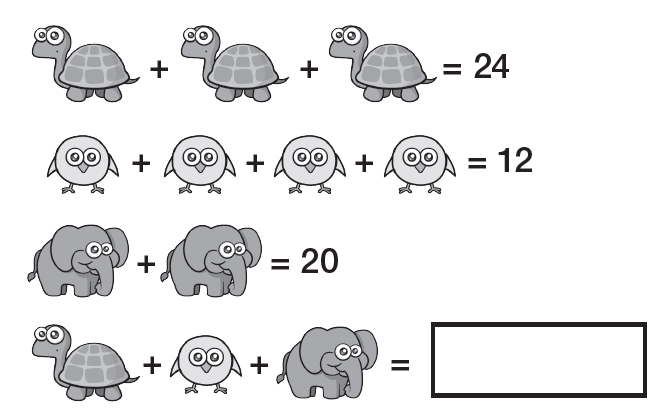 + + = 24
+ + + = 12
+ = 20
+ + =